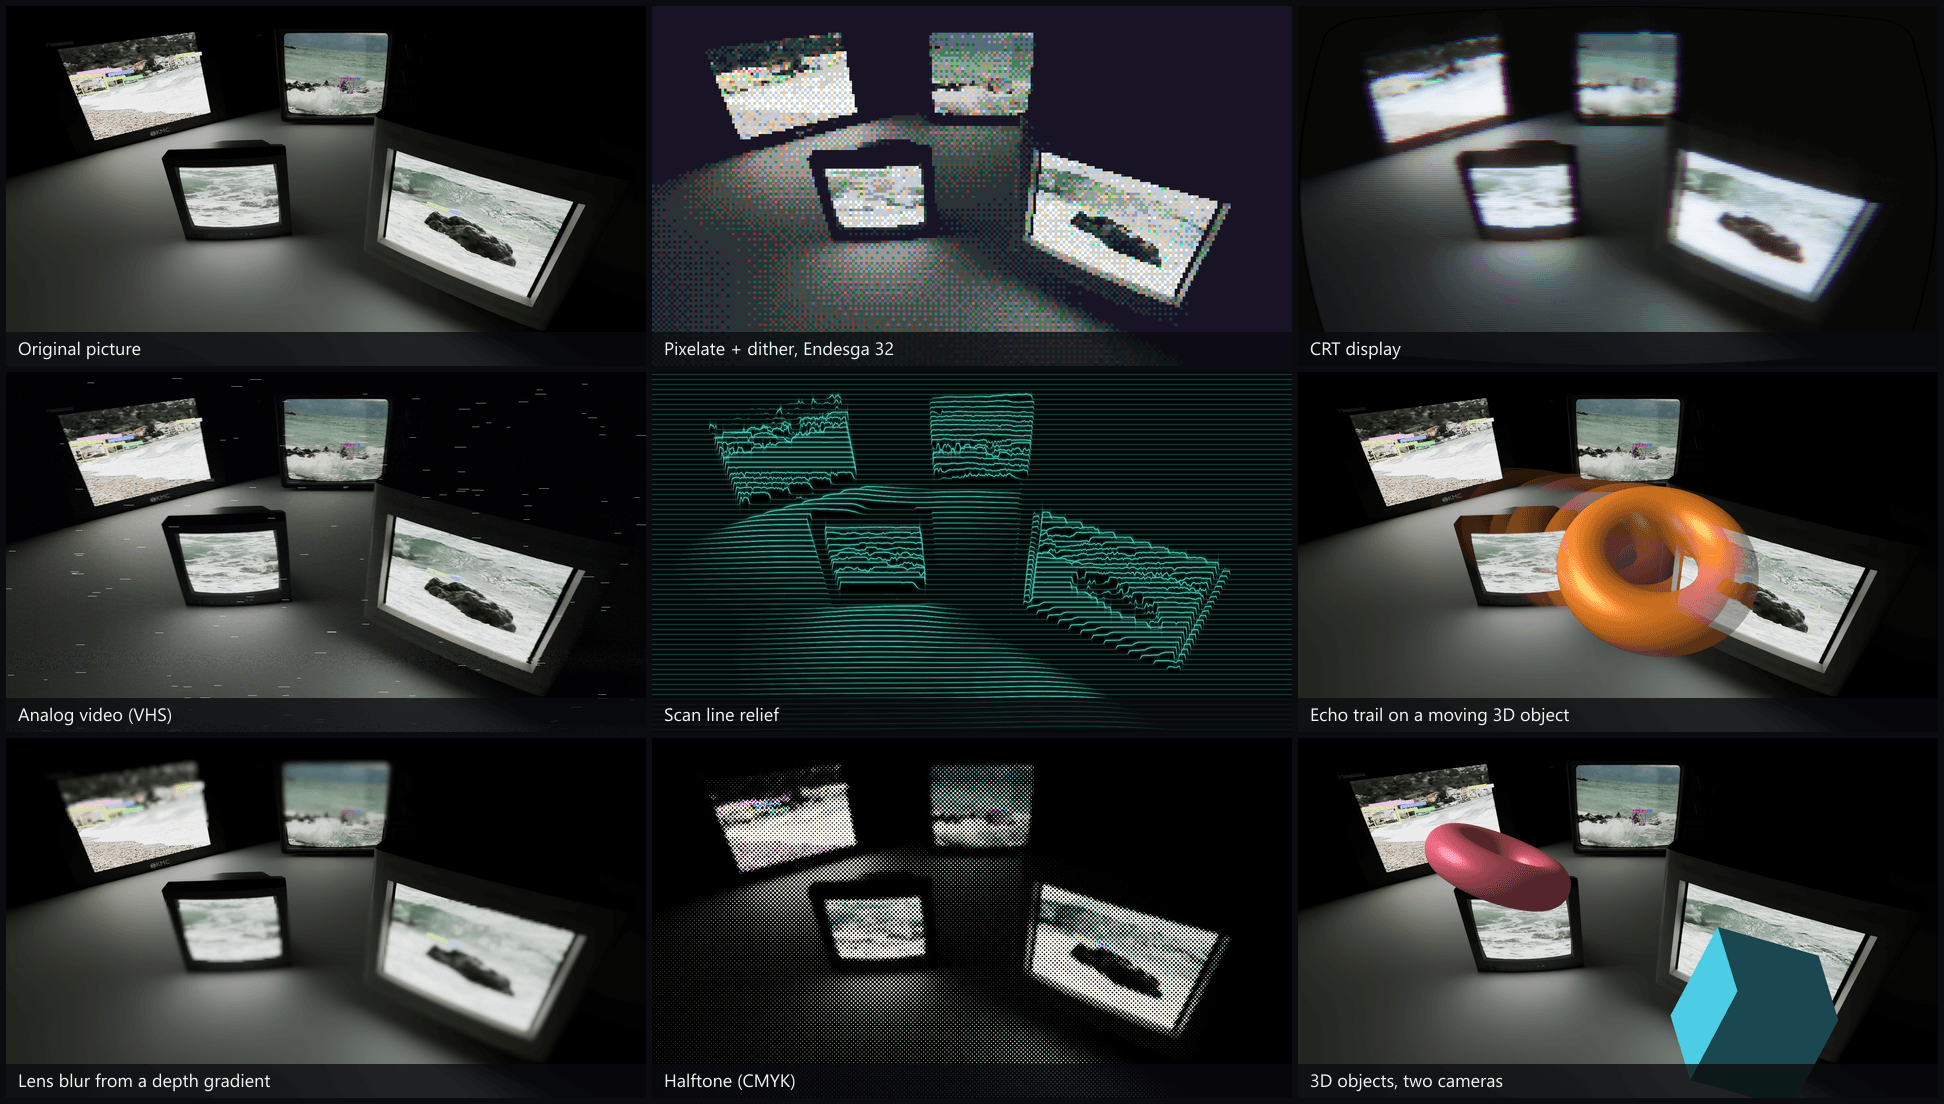 Original picture
Pixelate + dither, Endesga 32
CRT display
Analog video (VHS)
Scan line relief
Echo trail on a moving 3D object
Lens blur from a depth gradient
Halftone (CMYK)
3D objects, two cameras